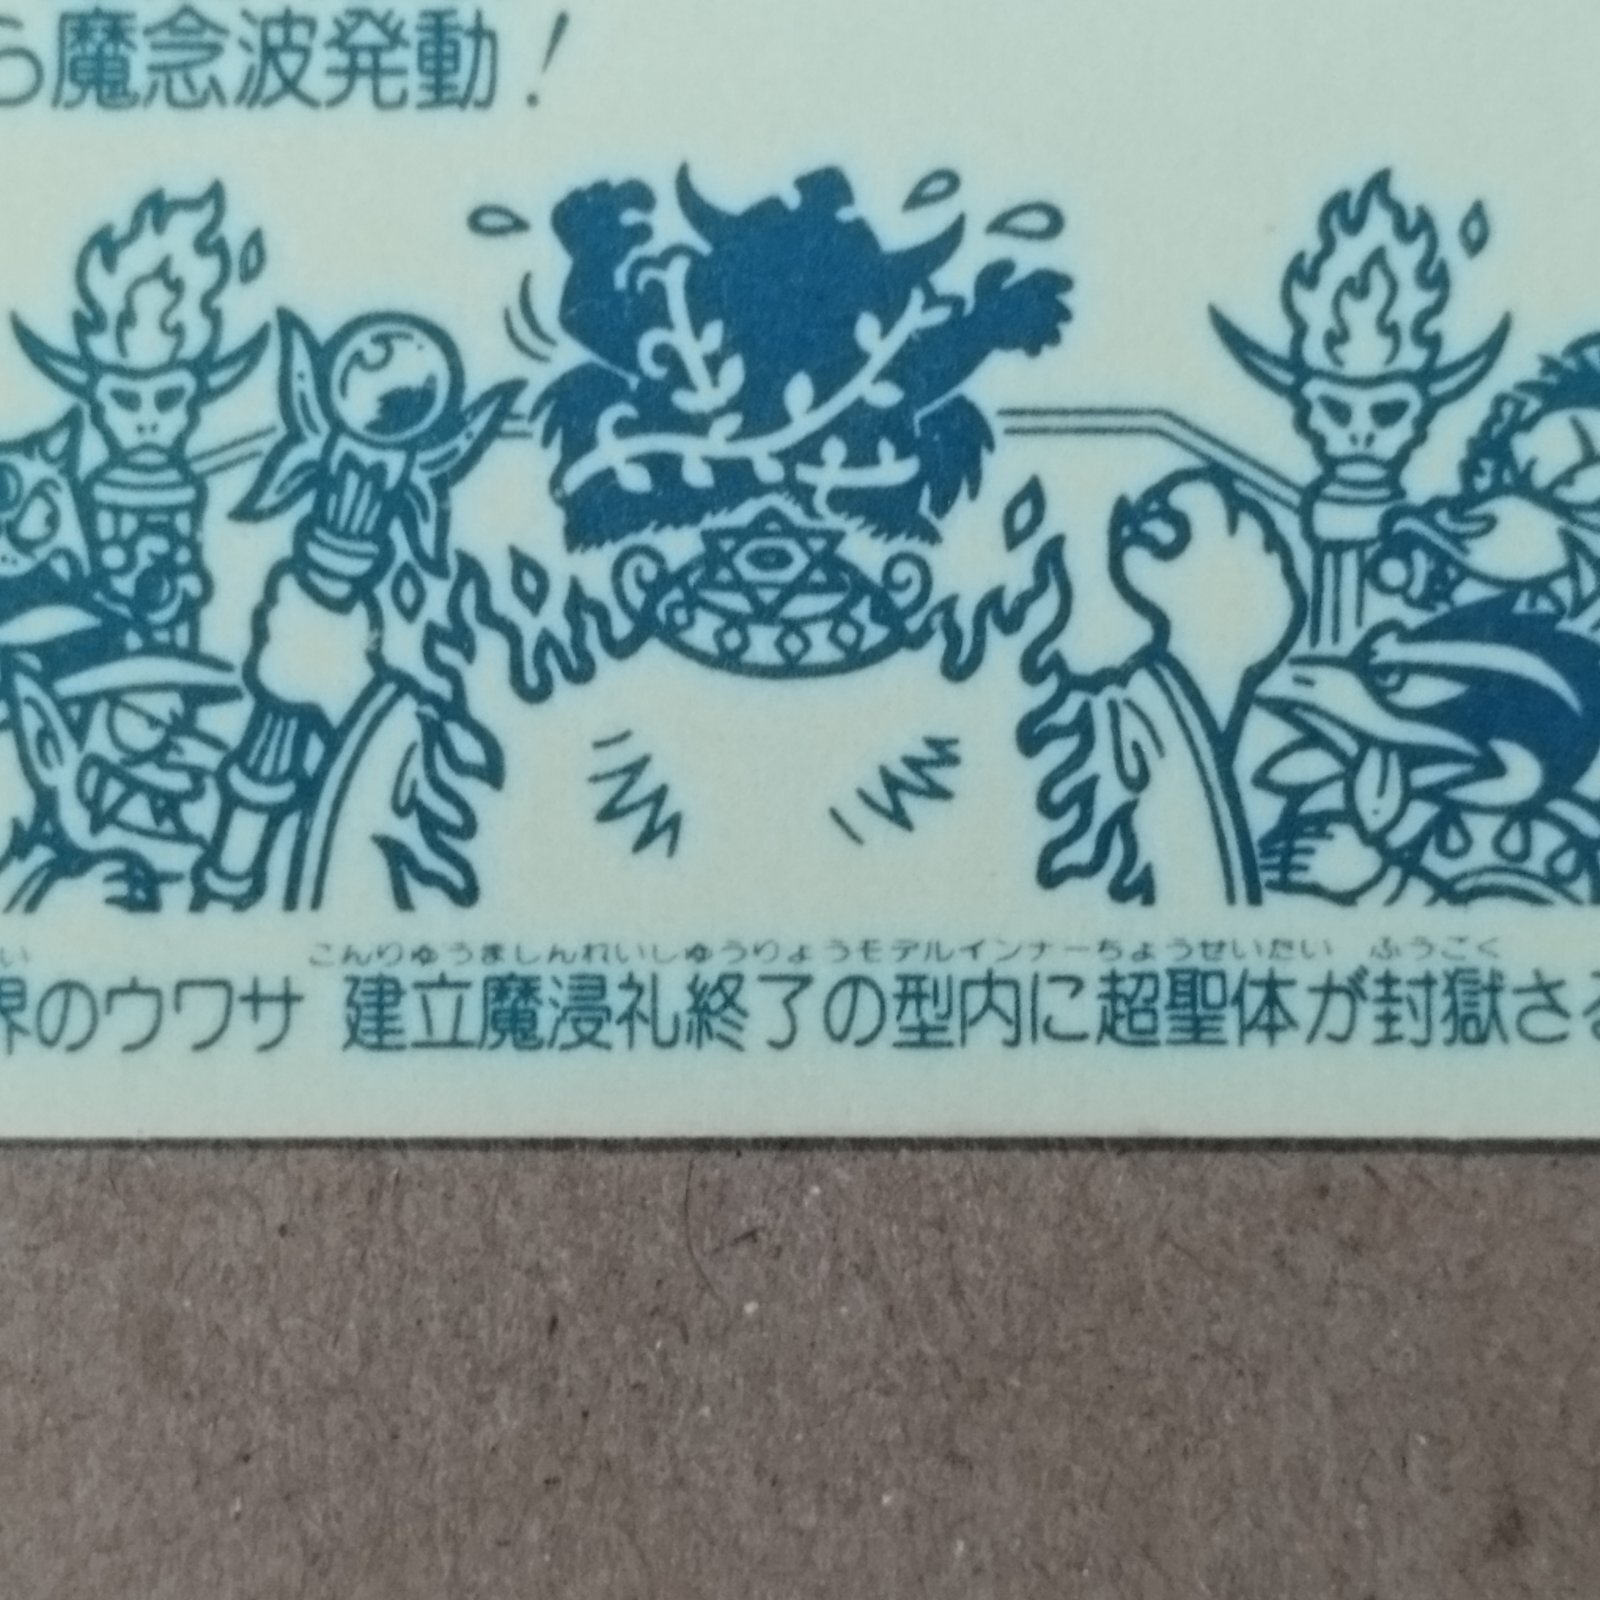 ら魔念波発動！
い こんりゅうましんれいしゅうりょうモデルインナーちょうせいたい ふうごく
界のウワサ 建立魔浸礼終了の型内に超聖体が封獄さる